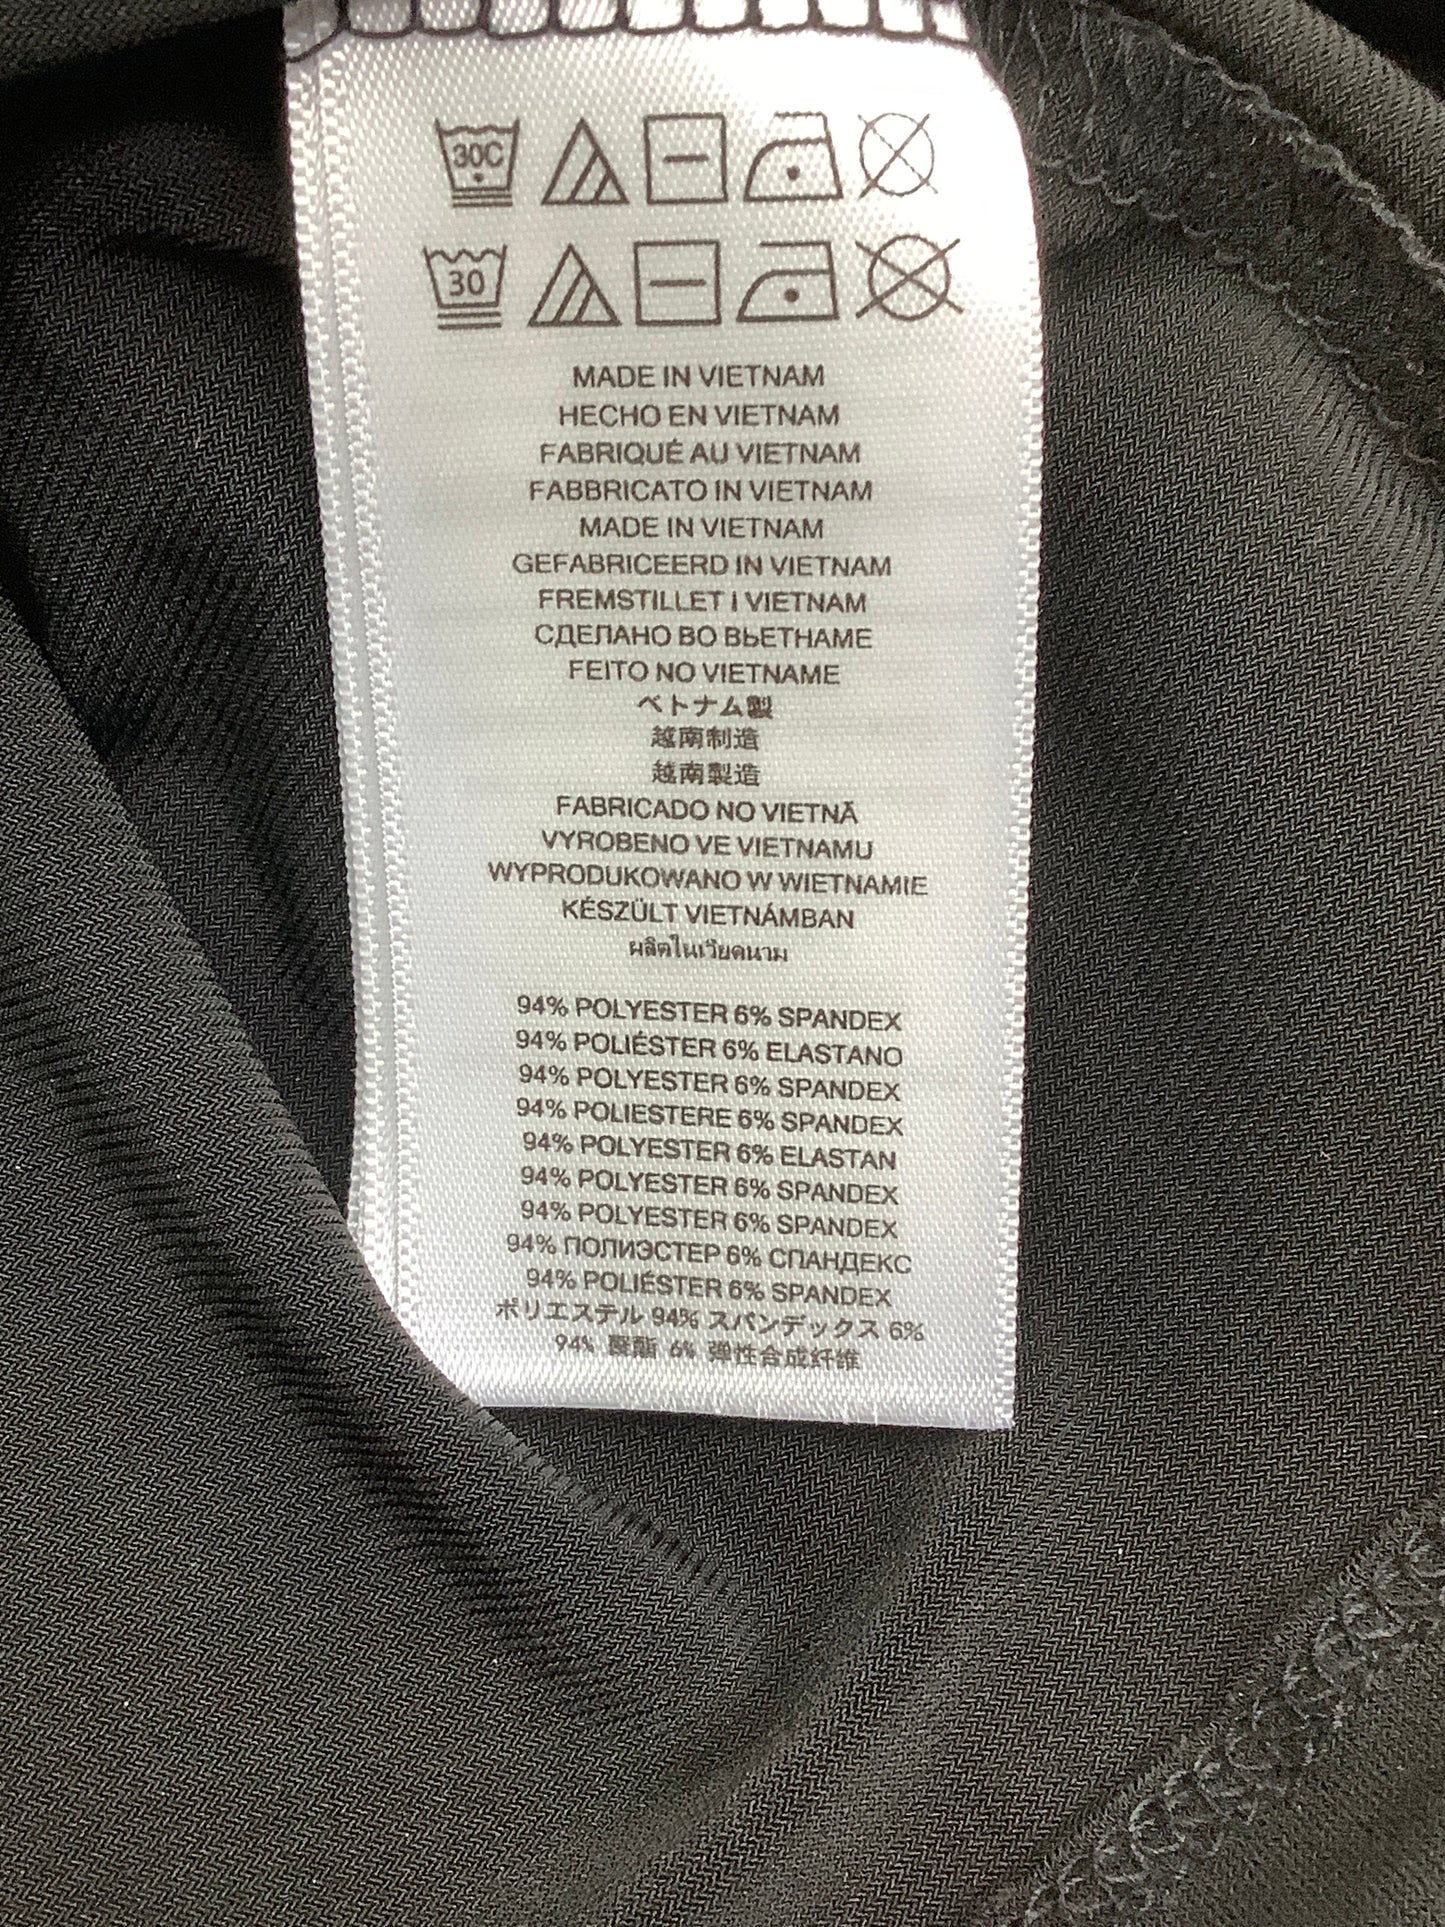 30C
30
MADE IN VIETNAM
HECHO EN VIETNAM
FABRIQUÉ AU VIETNAM
FABBRICATO IN VIETNAM
MADE IN VIETNAM
GEFABRICEERD IN VIETNAM
FREMSTILLET I VIETNAM
СДЕЛАНО ВО ВЬЕТНАМЕ
FEITO NO VIETNAME
ベトナム製
越南制造
越南製造
FABRICADO NO VIETNÃ
VYROBENO VE VIETNAMU
WYPRODUKOWANO W WIETNAMIE
KÉSZÜLT VIETNÁMBAN
ผลิตในเวียดนาม
94% POLYESTER 6% SPANDEX
94% POLIÉSTER 6% ELASTANO
94% POLYESTER 6% SPANDEX
94% POLIESTERE 6% SPANDEX
94% POLYESTER 6% ELASTAN
94% POLYESTER 6% SPANDEX
94% POLYESTER 6% SPANDEX
94% ПОЛИЭСТЕР 6% СПАНДЕКС
94% POLIÉSTER 6% SPANDEX
ポリエステル 94% スパンデックス 6%
94% 聚酯 6% 弹性合成纤维